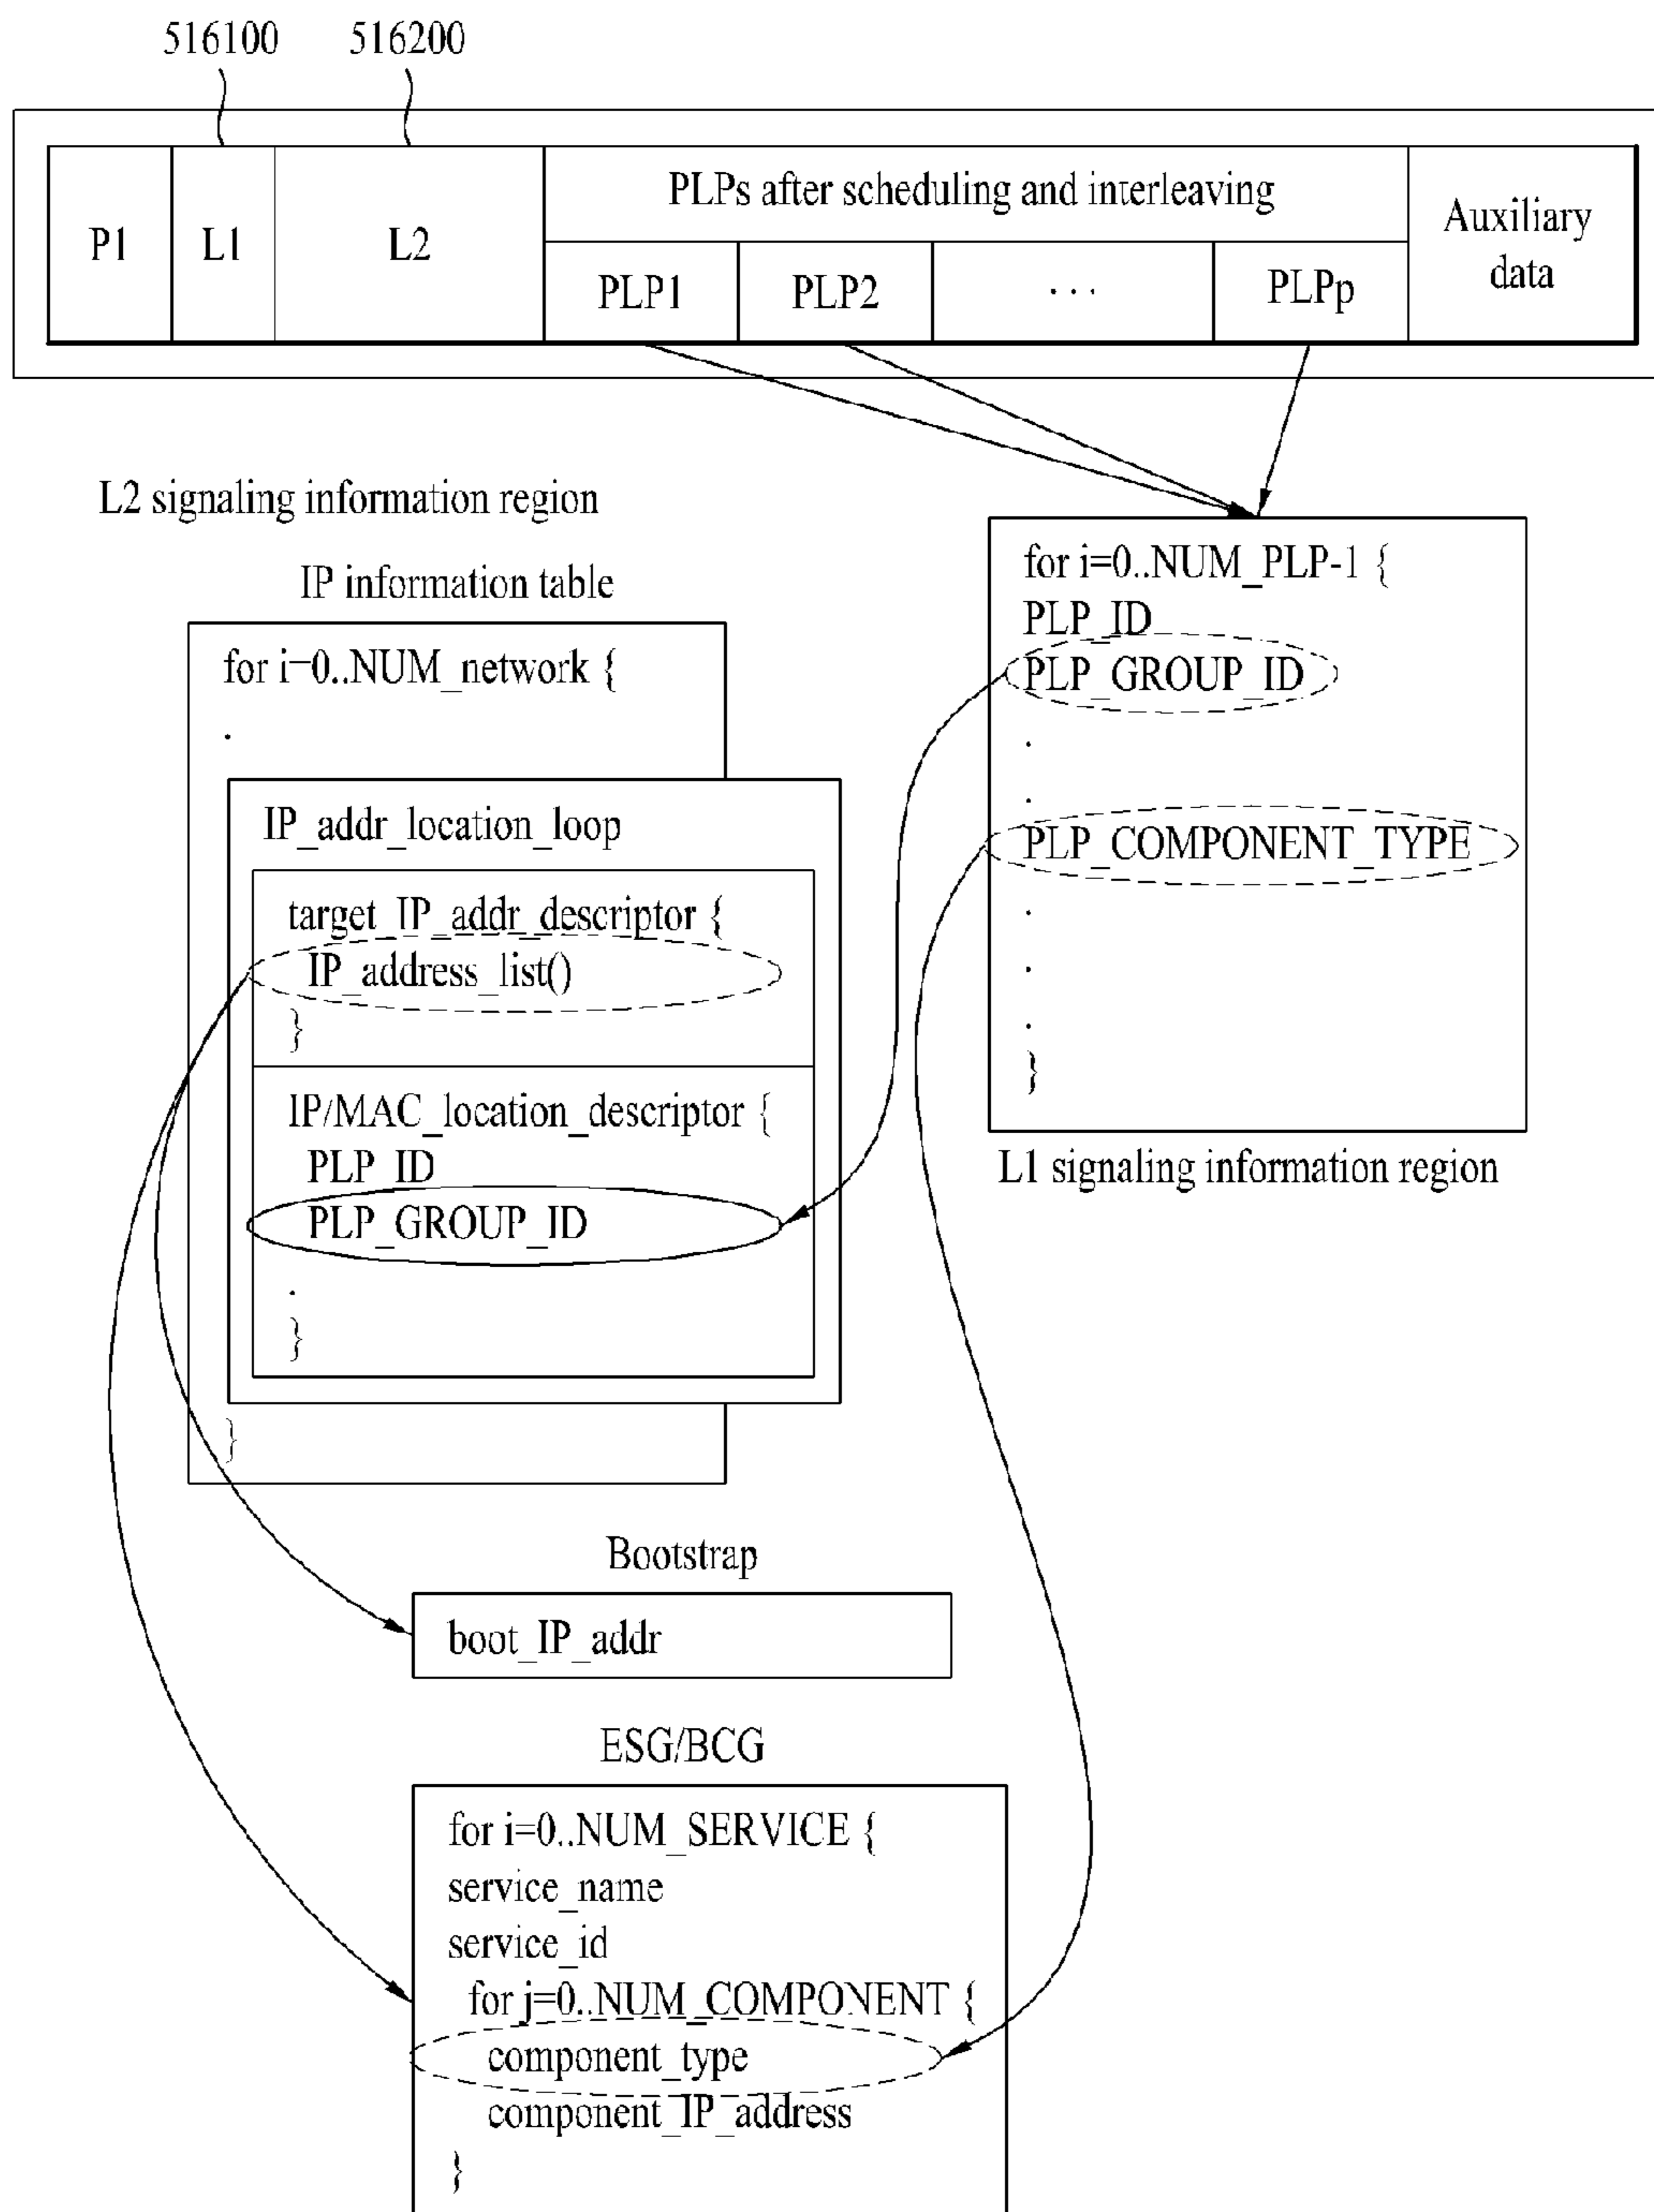 516100 516200
P1
L1
L2
PLPs after scheduling and interleaving
PLP1
PLP2
. . .
PLPp
Auxiliary
data
L2 signaling information region
IP information table
for i=0..NUM_network {
.
IP_addr_location_loop
target_IP_addr_descriptor {
IP_address_list()
}
IP/MAC_location_descriptor {
PLP_ID
PLP_GROUP_ID
.
}
}
for i=0..NUM_PLP-1 {
PLP_ID
PLP_GROUP_ID
.
.
PLP_COMPONENT_TYPE
.
.
.
}
L1 signaling information region
Bootstrap
boot_IP_addr
ESG/BCG
for i=0..NUM_SERVICE {
service_name
service_id
for j=0..NUM_COMPONENT {
component_type
component_IP_address
}